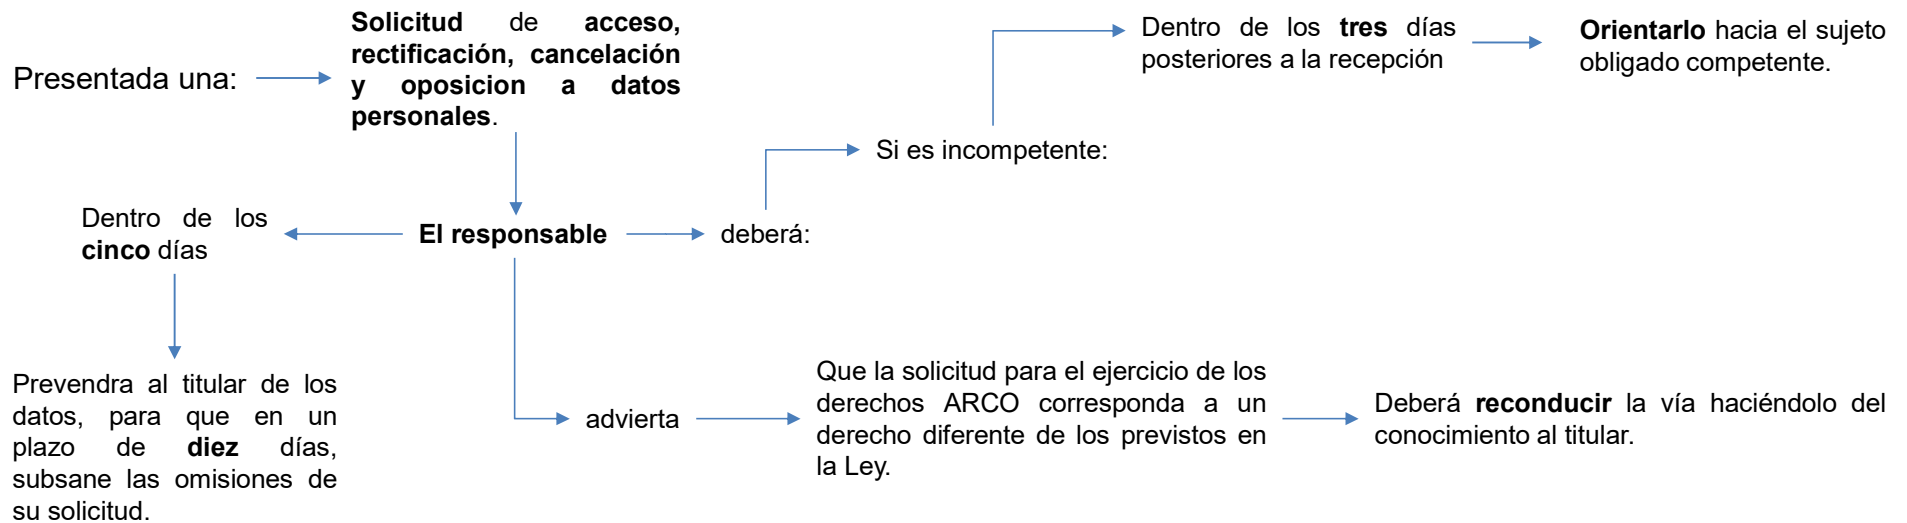 Presentada una:
Solicitud de acceso,
rectificación, cancelación
y oposicion a datos
personales.
Dentro de los tres días
posteriores a la recepción
Orientarlo hacia el sujeto
obligado competente.
Si es incompetente:
Dentro de los
cinco días
El responsable
deberá:
Prevendra al titular de los
datos, para que en un
plazo de diez días,
subsane las omisiones de
su solicitud.
advierta
Que la solicitud para el ejercicio de los
derechos ARCO corresponda a un
derecho diferente de los previstos en
la Ley.
Deberá reconducir la vía haciéndolo del
conocimiento al titular.